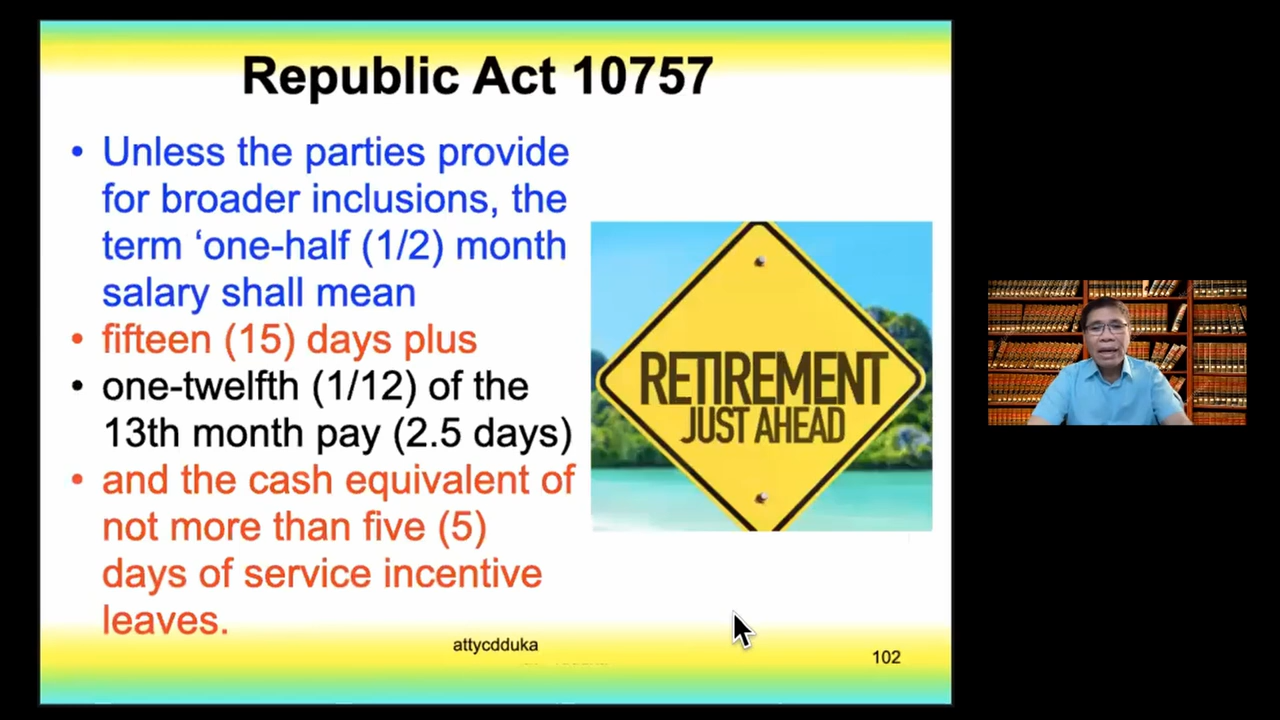 Republic Act 10757
• Unless the parties provide
for broader inclusions, the
term ‘one-half (1/2) month
salary shall mean
• fifteen (15) days plus
• one-twelfth (1/12) of the
13th month pay (2.5 days)
• and the cash equivalent of
not more than five (5)
days of service incentive
leaves.
RETIREMENT
JUST AHEAD
attycdduka
102